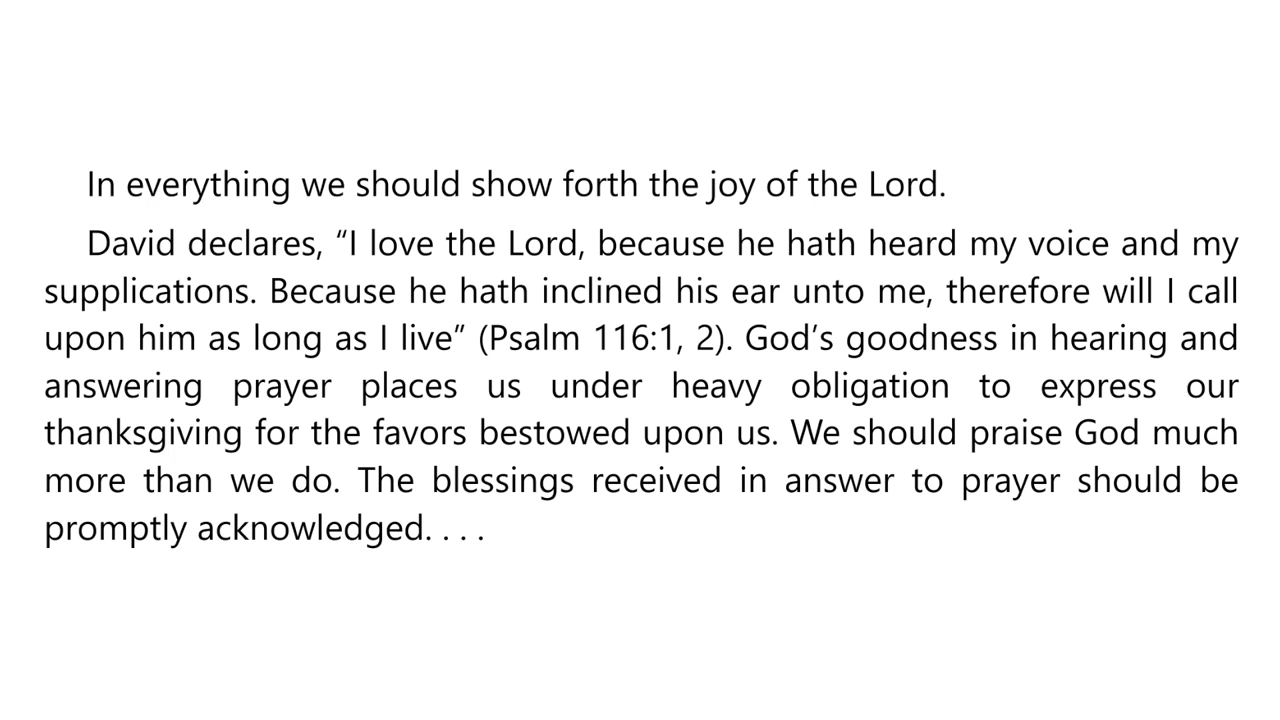 In everything we should show forth the joy of the Lord.
David declares, “I love the Lord, because he hath heard my voice and my
supplications. Because he hath inclined his ear unto me, therefore will I call
upon him as long as I live” (Psalm 116:1, 2). God’s goodness in hearing and
answering prayer places us under heavy obligation to express our
thanksgiving for the favors bestowed upon us. We should praise God much
more than we do. The blessings received in answer to prayer should be
promptly acknowledged. . . .